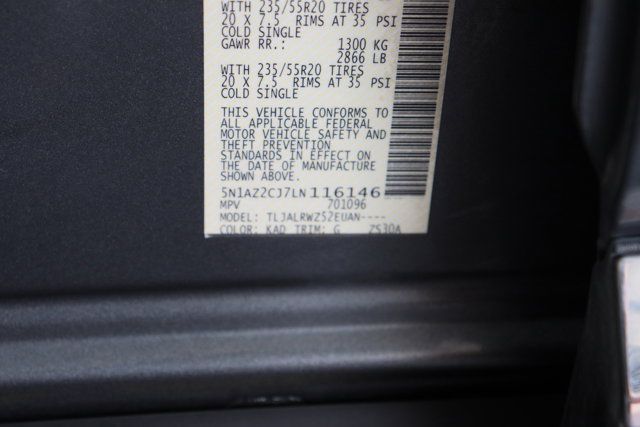 WITH 235/55R20 TIRES
20 X 7.5 RIMS AT 35 PSI
COLD SINGLE
GAWR RR.: 1300 KG
2866 LB
WITH 235/55R20 TIRES
20 X 7.5 RIMS AT 35 PSI
COLD SINGLE
THIS VEHICLE CONFORMS TO
ALL APPLICABLE FEDERAL
MOTOR VEHICLE SAFETY AND
THEFT PREVENTION
STANDARDS IN EFFECT ON
THE DATE OF MANUFACTURE
SHOWN ABOVE.
5N1AZ2CJ7LN116146
MPV 701096
MODEL: TLJALRWZ52EUAN----
COLOR: KAD TRIM: G ZS30A